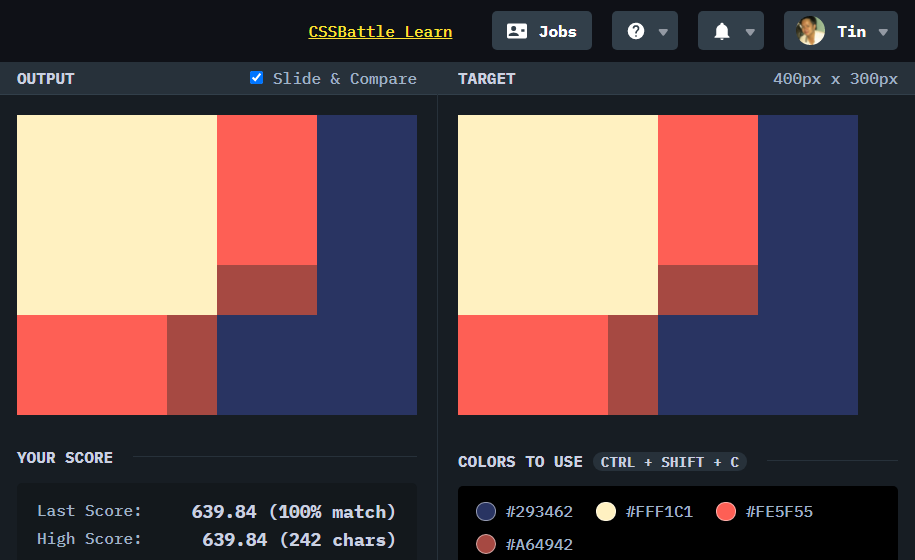 CSSBattle Learn Jobs Tin
OUTPUT Slide & Compare TARGET 400px x 300px
YOUR SCORE
COLORS TO USE CTRL + SHIFT + C
Last Score: 639.84 (100% match)
High Score: 639.84 (242 chars)
#293462 #FFF1C1 #FE5F55
#A64942